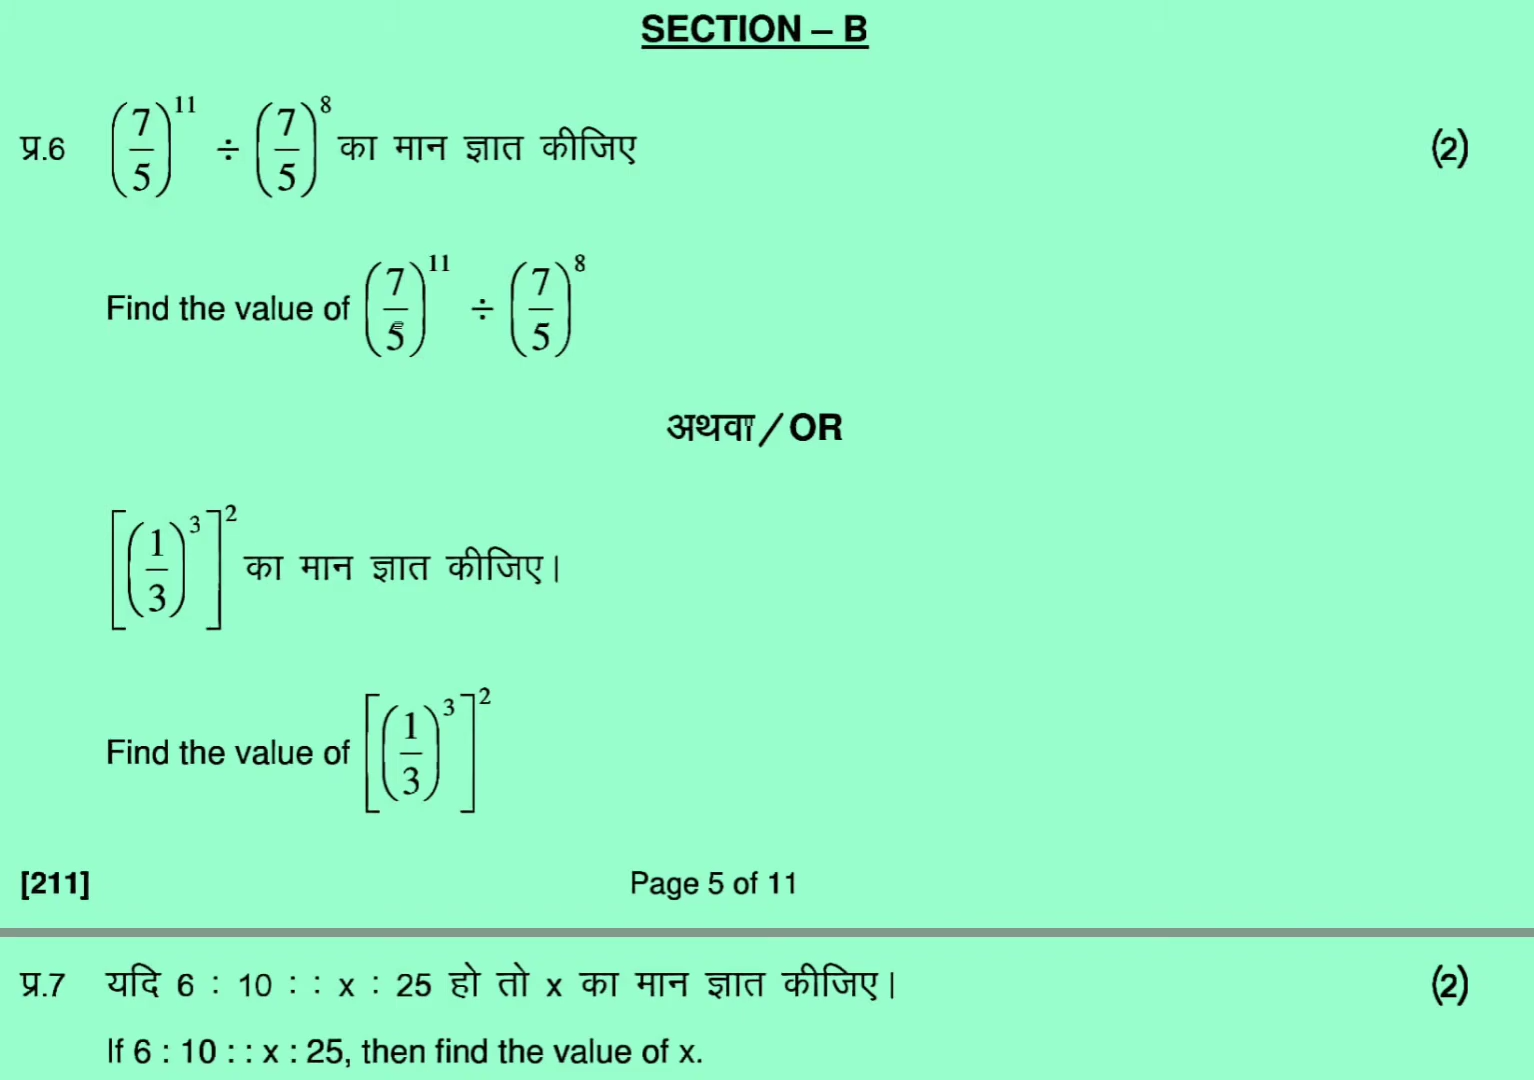 SECTION – B
प्र.6 (7/5)^11 ÷ (7/5)^8 का मान ज्ञात कीजिए (2)
Find the value of (7/5)^11 ÷ (7/5)^8
अथवा/OR
[(1/3)^3]^2 का मान ज्ञात कीजिए।
Find the value of [(1/3)^3]^2
[211] Page 5 of 11
प्र.7 यदि 6 : 10 : : x : 25 हो तो x का मान ज्ञात कीजिए। (2)
If 6 : 10 : : x : 25, then find the value of x.